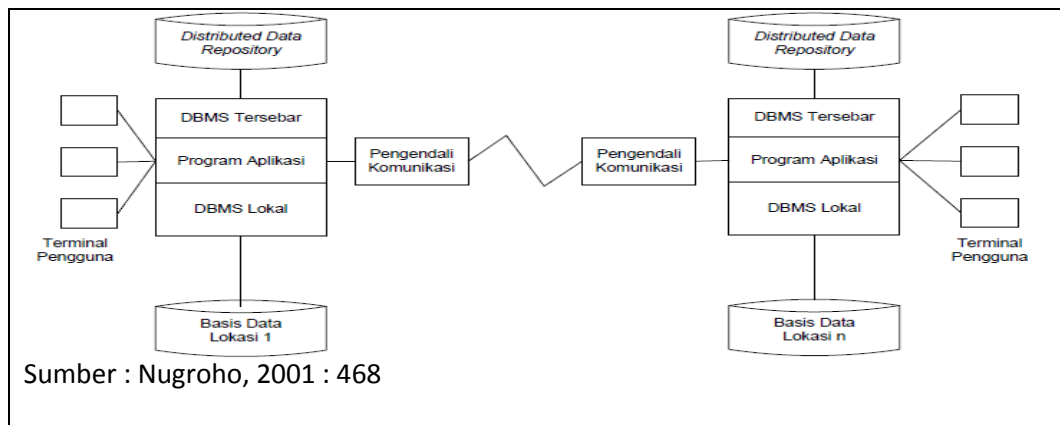 Distributed Data
Repository
DBMS Tersebar
Program Aplikasi
DBMS Lokal
Terminal
Pengguna
Basis Data
Lokasi 1
Pengendali
Komunikasi
Pengendali
Komunikasi
Distributed Data
Repository
DBMS Tersebar
Program Aplikasi
DBMS Lokal
Terminal
Pengguna
Basis Data
Lokasi n
Sumber : Nugroho, 2001 : 468